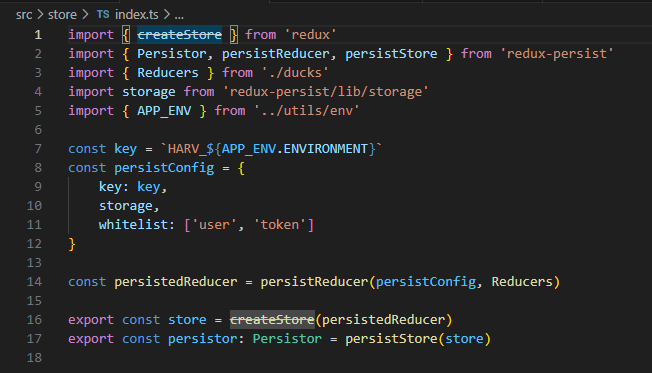 src > store > TS index.ts > ...
1 import { createStore } from 'redux'
2 import { Persistor, persistReducer, persistStore } from 'redux-persist'
3 import { Reducers } from './ducks'
4 import storage from 'redux-persist/lib/storage'
5 import { APP_ENV } from '../utils/env'
6
7 const key = `HARV_${APP_ENV.ENVIRONMENT}`
8 const persistConfig = {
9     key: key,
10     storage,
11     whitelist: ['user', 'token']
12 }
13
14 const persistedReducer = persistReducer(persistConfig, Reducers)
15
16 export const store = createStore(persistedReducer)
17 export const persistor: Persistor = persistStore(store)
18